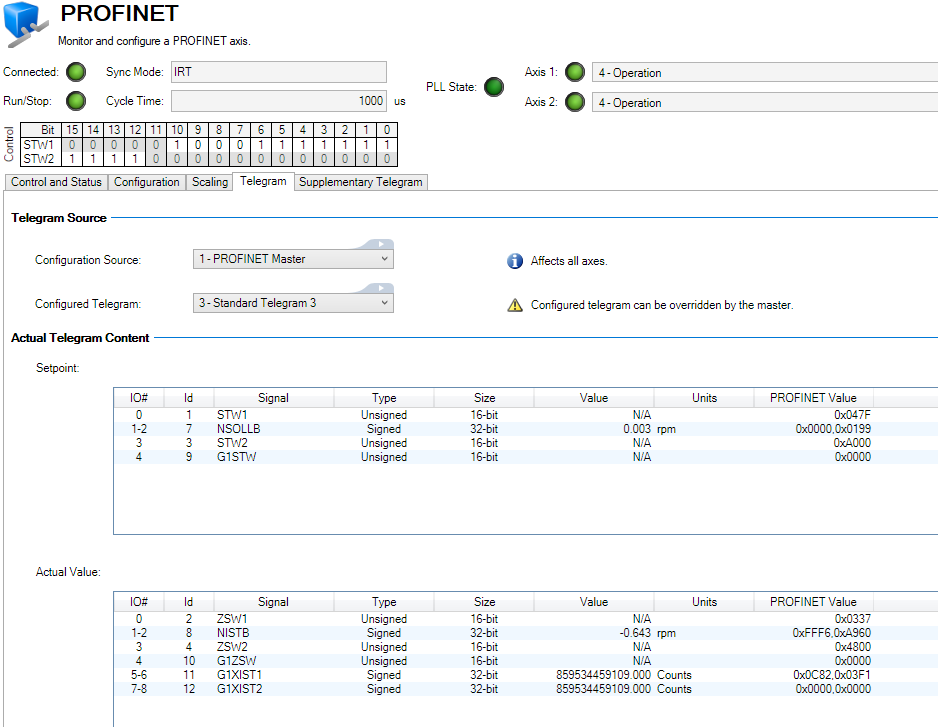 PROFINET
Monitor and configure a PROFINET axis.
Connected: Sync Mode: IRT PLL State: Axis 1: 4 - Operation
Run/Stop: Cycle Time: 1000 us Axis 2: 4 - Operation
Control
Bit 15 14 13 12 11 10 9 8 7 6 5 4 3 2 1 0
STW1 0 0 0 0 0 1 0 0 0 1 1 1 1 1 1 1
STW2 1 1 1 1 0 0 0 0 0 0 0 0 0 0 0 0
Control and Status Configuration Scaling Telegram Supplementary Telegram
Telegram Source
Configuration Source: 1 - PROFINET Master Affects all axes.
Configured Telegram: 3 - Standard Telegram 3 Configured telegram can be overridden by the master.
Actual Telegram Content
Setpoint:
IO# Id Signal Type Size Value Units PROFINET Value
0 1 STW1 Unsigned 16-bit N/A 0x047F
1-2 7 NSOLLB Signed 32-bit 0.003 rpm 0x0000,0x0199
3 3 STW2 Unsigned 16-bit N/A 0xA000
4 9 G1STW Unsigned 16-bit N/A 0x0000
Actual Value:
IO# Id Signal Type Size Value Units PROFINET Value
0 2 ZSW1 Unsigned 16-bit N/A 0x0337
1-2 8 NISTB Signed 32-bit -0.643 rpm 0xFFF6,0xA960
3 4 ZSW2 Unsigned 16-bit N/A 0x4800
4 10 G1ZSW Unsigned 16-bit N/A 0x0000
5-6 11 G1XIST1 Signed 32-bit 859534459109.000 Counts 0x0C82,0x03F1
7-8 12 G1XIST2 Signed 32-bit 859534459109.000 Counts 0x0000,0x0000